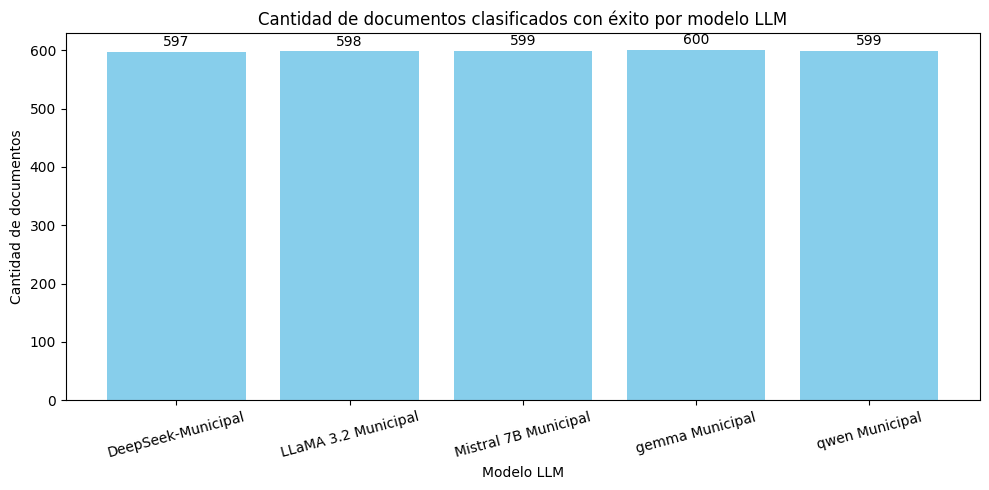 Cantidad de documentos clasificados con éxito por modelo LLM
597 598 599 600 599
600
500
400
300
200
100
0
Cantidad de documentos
DeepSeek-Municipal LLaMA 3.2 Municipal Mistral 7B Municipal gemma Municipal qwen Municipal
Modelo LLM